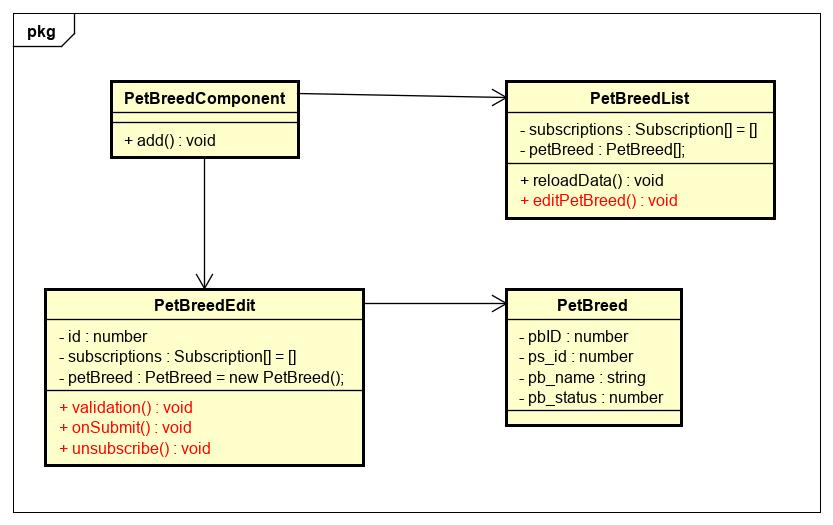 pkg
PetBreedComponent
+ add() : void
PetBreedList
- subscriptions : Subscription[] = []
- petBreed : PetBreed[];
+ reloadData() : void
+ editPetBreed() : void
PetBreedEdit
- id : number
- subscriptions : Subscription[] = []
- petBreed : PetBreed = new PetBreed();
+ validation() : void
+ onSubmit() : void
+ unsubscribe() : void
PetBreed
- pbID : number
- ps_id : number
- pb_name : string
- pb_status : number